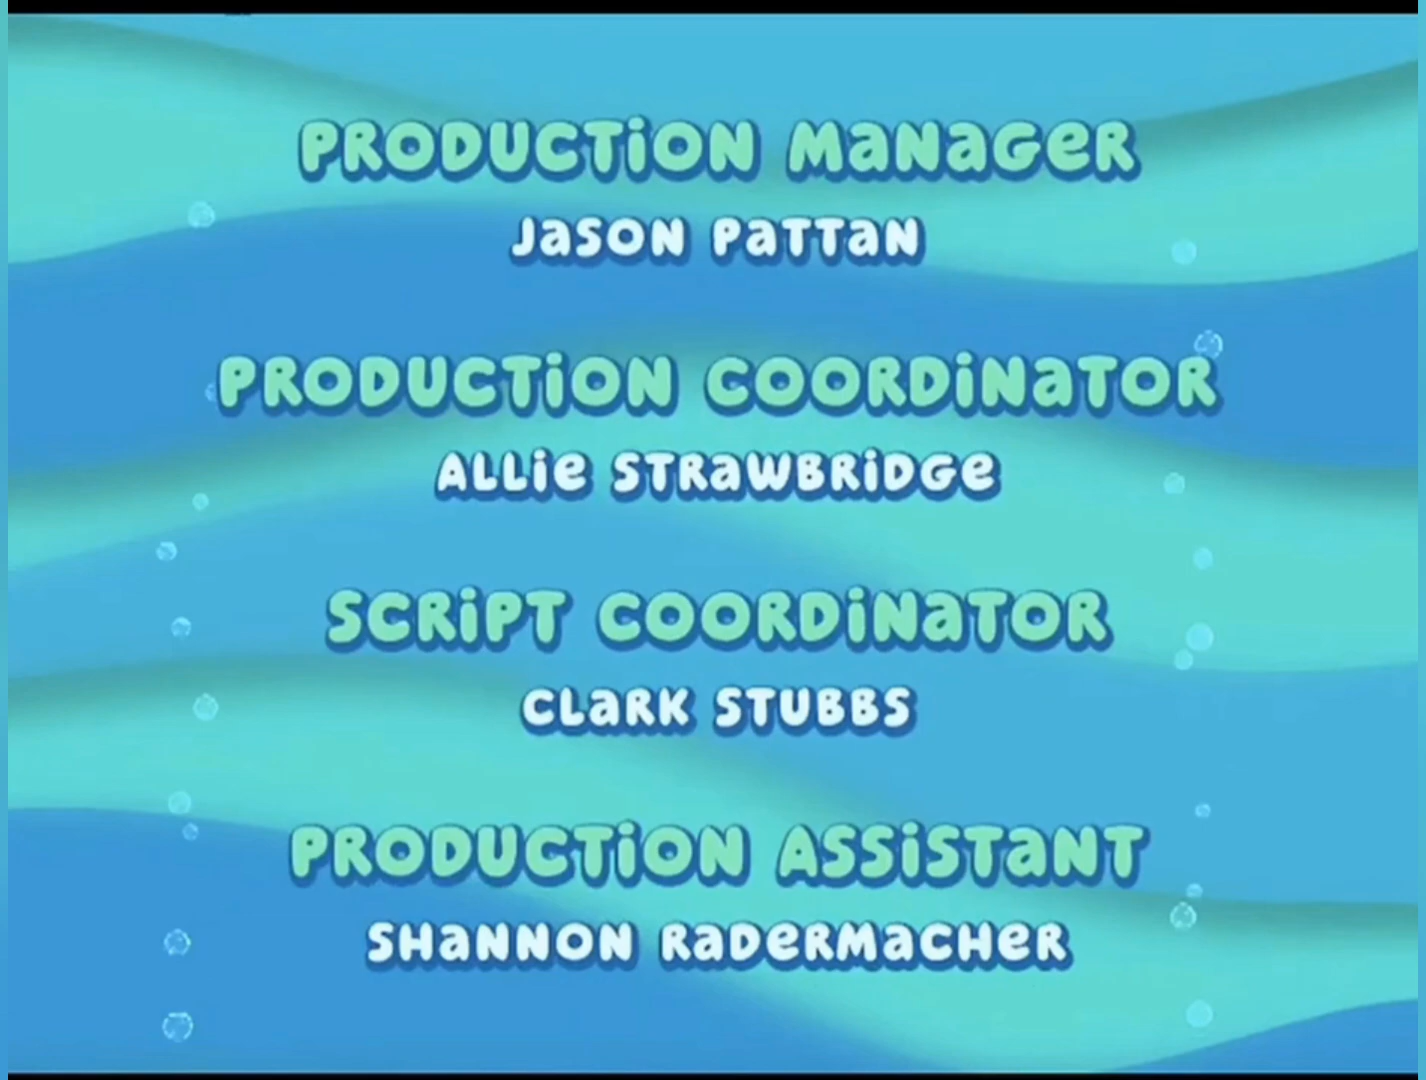 PRODUCTION MANAGER
JASON PATTAN
PRODUCTION COORDINATOR
ALLIE STRAWBRIDGE
SCRIPT COORDINATOR
CLARK STUBBS
PRODUCTION ASSISTANT
SHANNON RADERMACHER